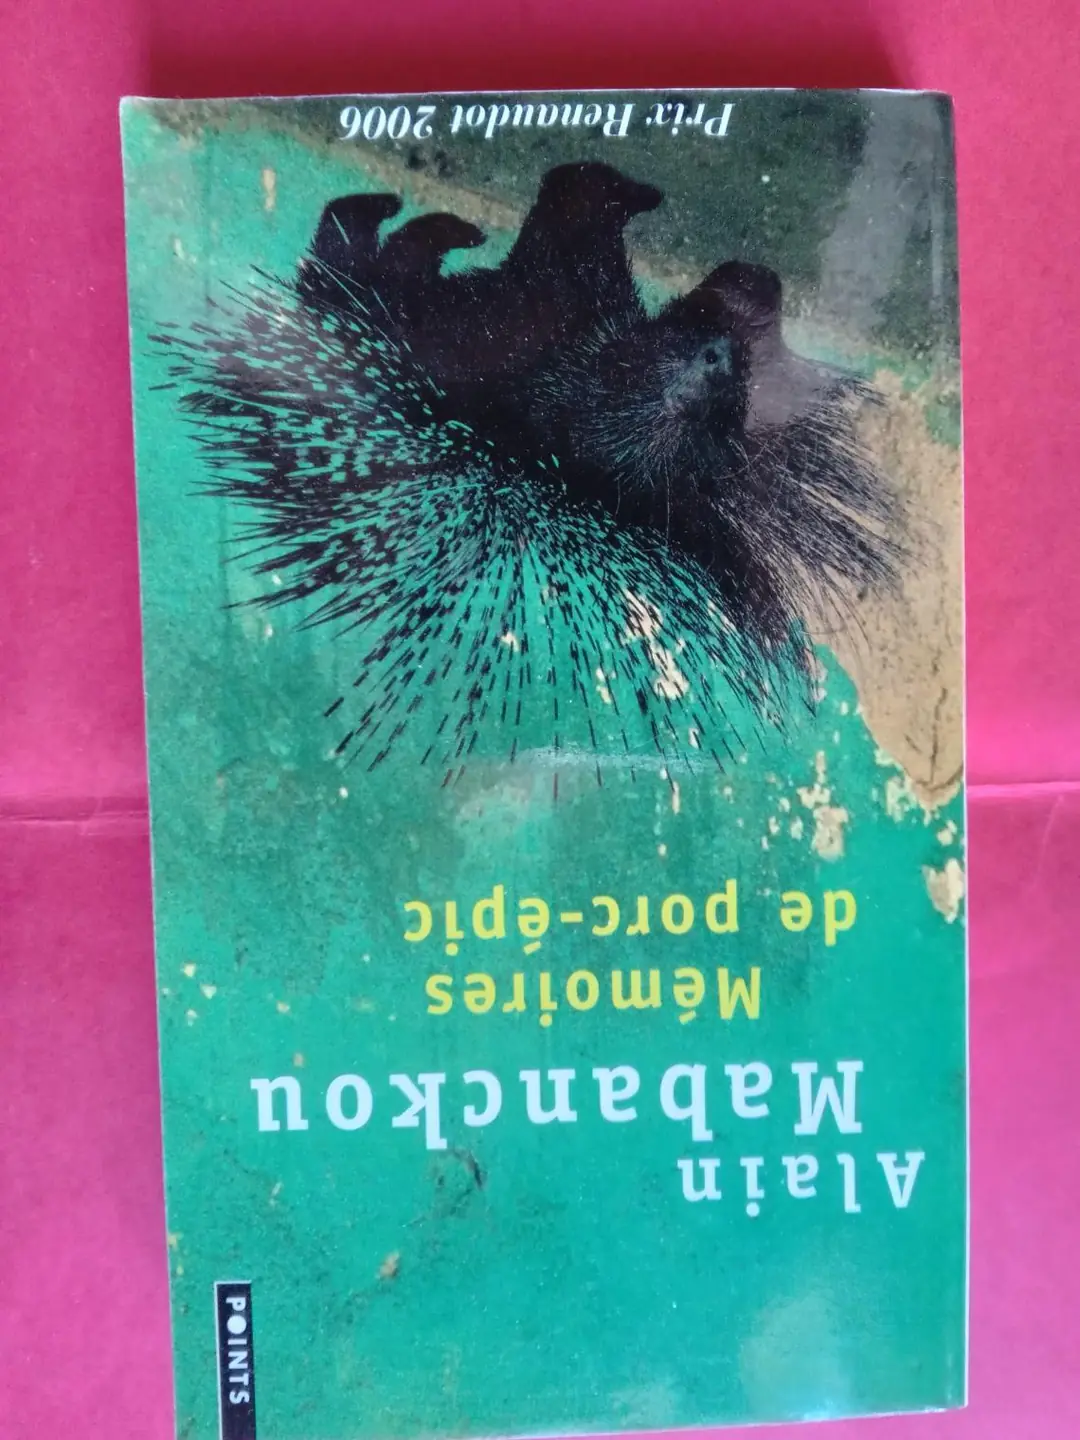 POINTS
Alain
Mabanckou
Mémoires
de porc-épic
Prix Renaudot 2006